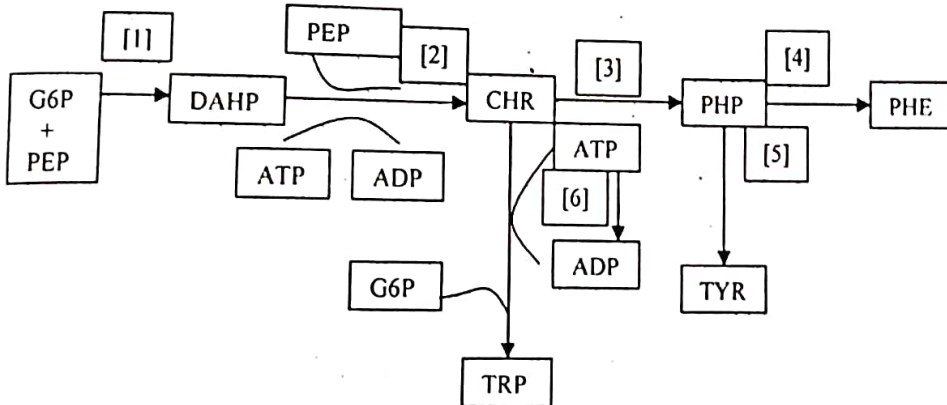 [1]
PEP
[2]
[3]
[4]
G6P
+
PEP
DAHP
CHR
PHP
PHE
ATP
ADP
ATP
[5]
[6]
ADP
G6P
TYR
TRP